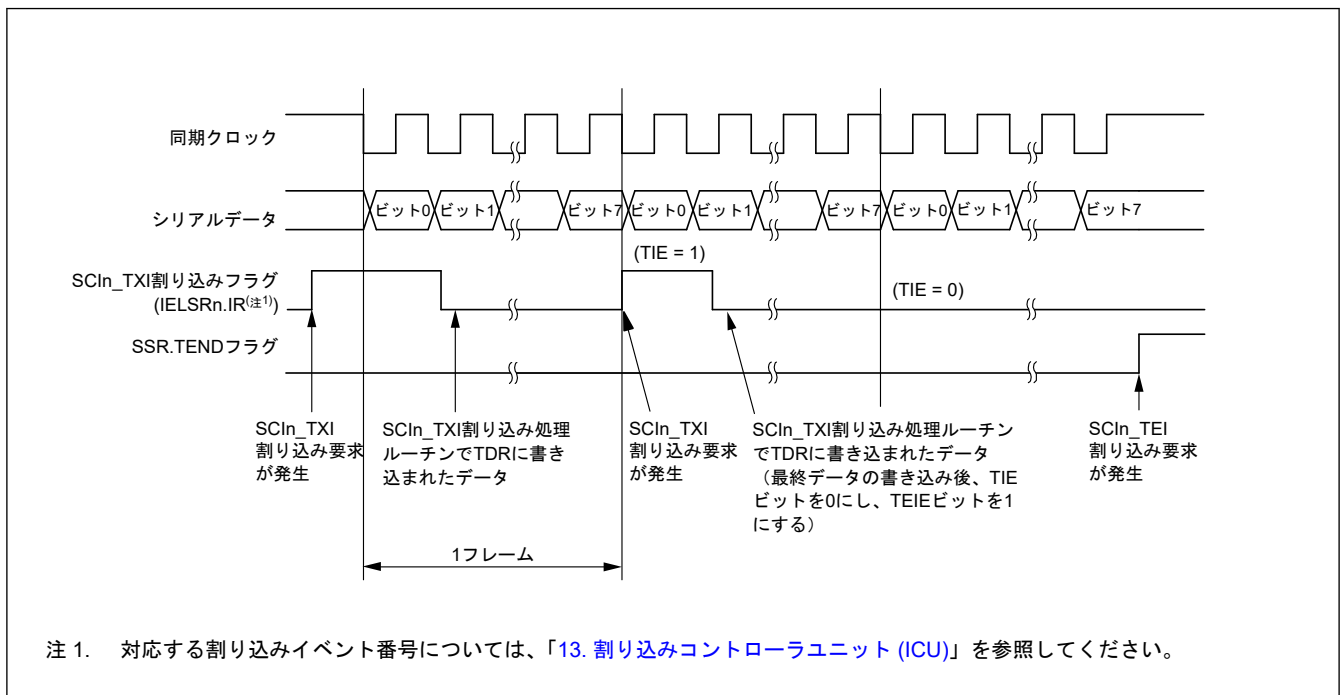 同期クロック
シリアルデータ
ビット0 ビット1 ビット7 ビット0 ビット1 ビット7 ビット0 ビット1 ビット7
(TIE = 1)
SCIn_TXI割り込みフラグ
(IELSRn.IR(注1))
(TIE = 0)
SSR.TENDフラグ
SCIn_TXI
割り込み要求
が発生
SCIn_TXI割り込み処理
ルーチンでTDRに書き
込まれたデータ
SCIn_TXI
割り込み要求
が発生
SCIn_TXI割り込み処理ルーチン
でTDRに書き込まれたデータ
（最終データの書き込み後、TIE
ビットを0にし、TEIEビットを1
にする）
SCIn_TEI
割り込み要求
が発生
1フレーム
注 1. 対応する割り込みイベント番号については、「13. 割り込みコントローラユニット (ICU)」を参照してください。